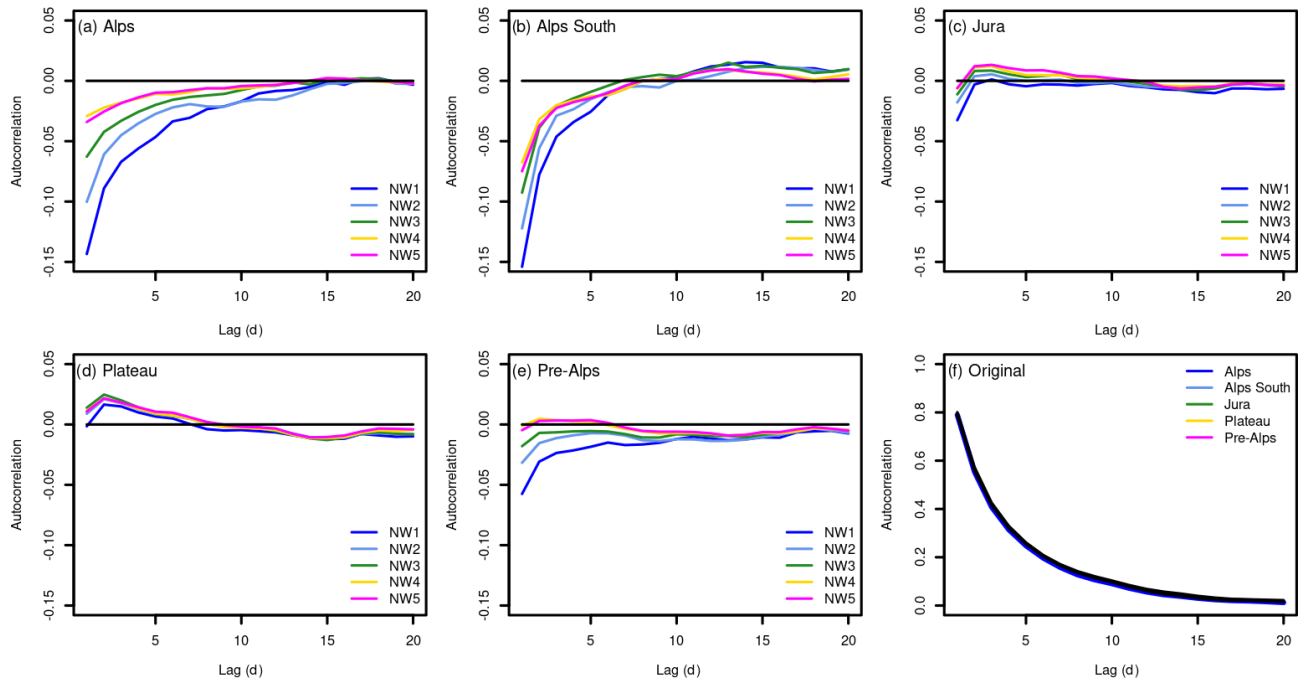 (a) Alps
Autocorrelation
0.05
0.00
-0.05
-0.10
-0.15
NW1
NW2
NW3
NW4
NW5
5
10
15
20
Lag (d)
(b) Alps South
Autocorrelation
0.05
0.00
-0.05
-0.10
-0.15
NW1
NW2
NW3
NW4
NW5
5
10
15
20
Lag (d)
(c) Jura
Autocorrelation
0.05
0.00
-0.05
-0.10
-0.15
NW1
NW2
NW3
NW4
NW5
5
10
15
20
Lag (d)
(d) Plateau
Autocorrelation
0.05
0.00
-0.05
-0.10
-0.15
NW1
NW2
NW3
NW4
NW5
5
10
15
20
Lag (d)
(e) Pre-Alps
Autocorrelation
0.05
0.00
-0.05
-0.10
-0.15
NW1
NW2
NW3
NW4
NW5
5
10
15
20
Lag (d)
(f) Original
Autocorrelation
1.0
0.8
0.6
0.4
0.2
0.0
Alps
Alps South
Jura
Plateau
Pre-Alps
5
10
15
20
Lag (d)